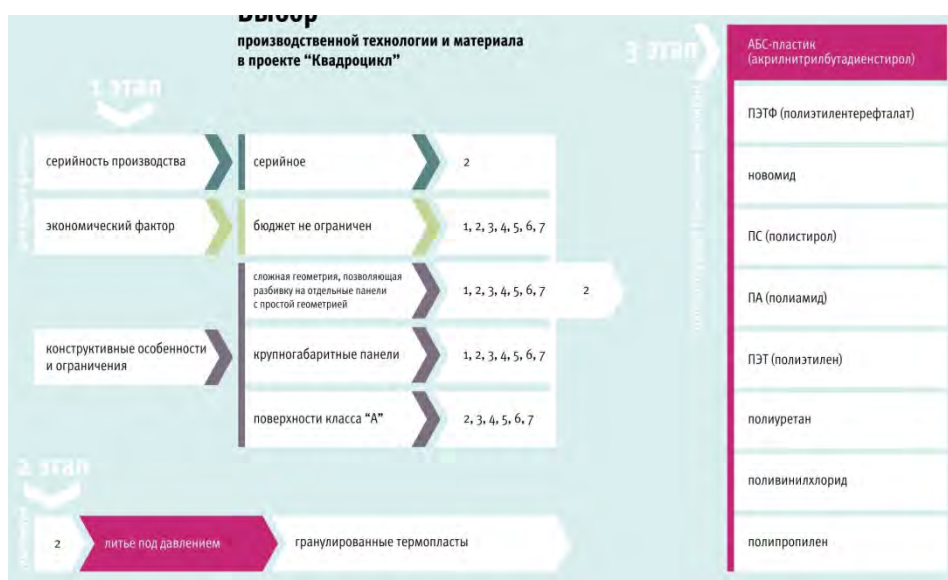 Выбор
производственной технологии и материала
в проекте “Квадроцикл”
1 этап
серийность производства
серийное
2
экономический фактор
бюджет не ограничен
1, 2, 3, 4, 5, 6, 7
конструктивные особенности
и ограничения
сложная геометрия, позволяющая
разбивку на отдельные панели
с простой геометрией
1, 2, 3, 4, 5, 6, 7
2
крупногабаритные панели
1, 2, 3, 4, 5, 6, 7
поверхности класса “А”
2, 3, 4, 5, 6, 7
2 этап
2
литье под давлением
гранулированные термопласты
3 этап
АБС-пластик
(акрилнитрилбутадиенстирол)
ПЭТФ (полиэтилентерефталат)
новомид
ПС (полистирол)
ПА (полиамид)
ПЭТ (полиэтилен)
полиуретан
поливинилхлорид
полипропилен